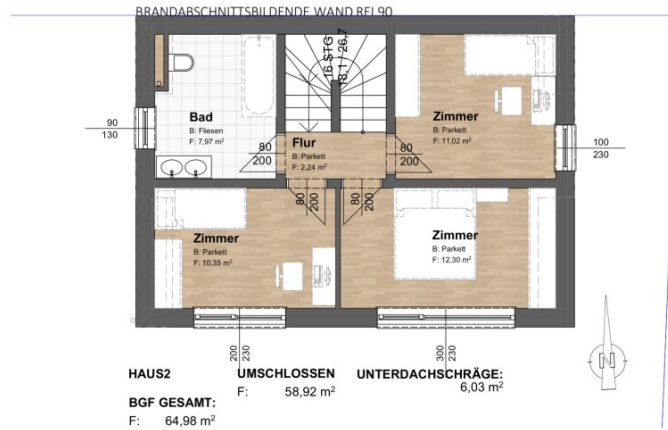 BRANDABSCHNITTSBILDENDE WAND REI 90
16 STG
18,1 / 26,7
Bad
B: Fliesen
F: 7,97 m²
Zimmer
B: Parkett
F: 11,02 m²
90
130
80
200
Flur
B: Parkett
F: 2,24 m²
80
200
100
230
80
200
80
200
Zimmer
B: Parkett
F: 10,35 m²
Zimmer
B: Parkett
F: 12,30 m²
200
230
300
230
N
HAUS2
UMSCHLOSSEN
F: 58,92 m²
UNTERDACHSCHRÄGE:
6,03 m²
BGF GESAMT:
F: 64,98 m²